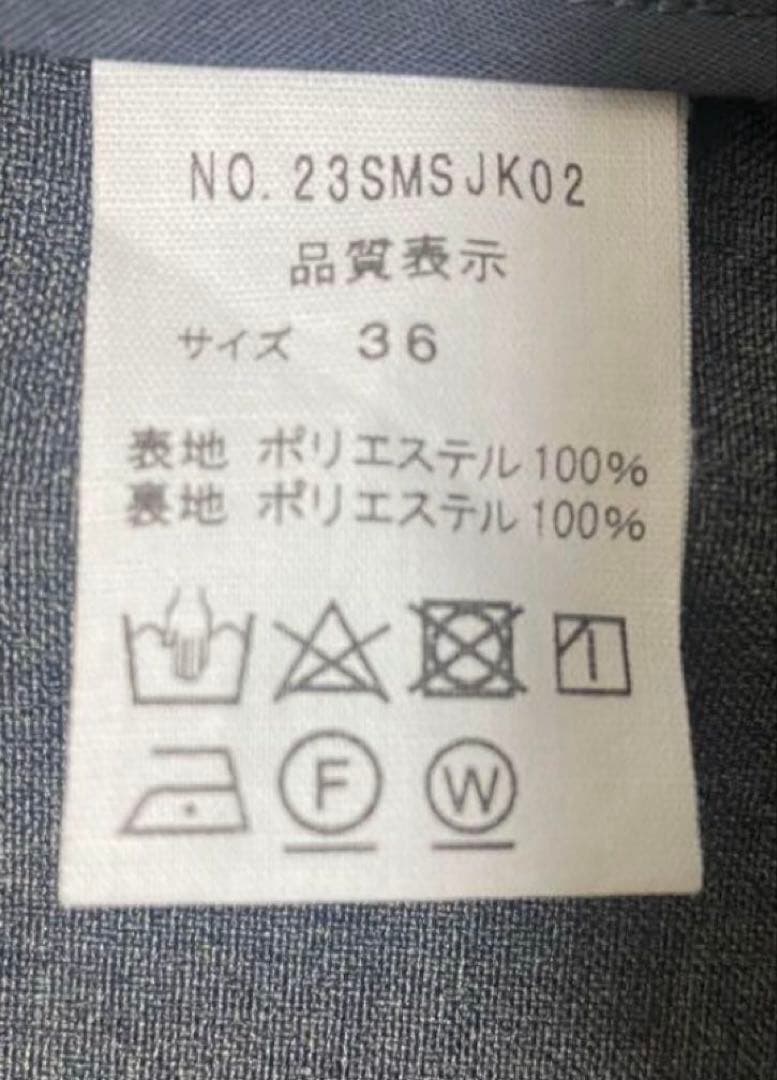 NO. 23SMSJK02
品質表示
サイズ 36
表地 ポリエステル100%
裏地 ポリエステル100%
F W